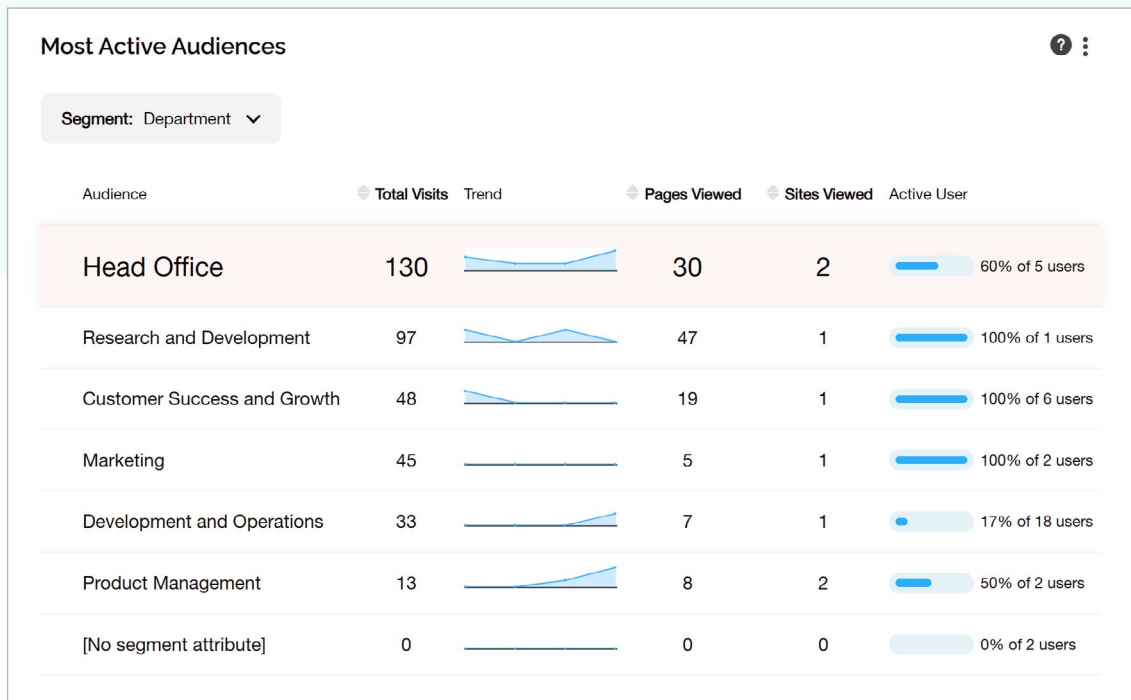 Most Active Audiences
?
Segment: Department
Audience Total Visits Trend Pages Viewed Sites Viewed Active User
Head Office 130 30 2 60% of 5 users
Research and Development 97 47 1 100% of 1 users
Customer Success and Growth 48 19 1 100% of 6 users
Marketing 45 5 1 100% of 2 users
Development and Operations 33 7 1 17% of 18 users
Product Management 13 8 2 50% of 2 users
[No segment attribute] 0 0 0 0% of 2 users